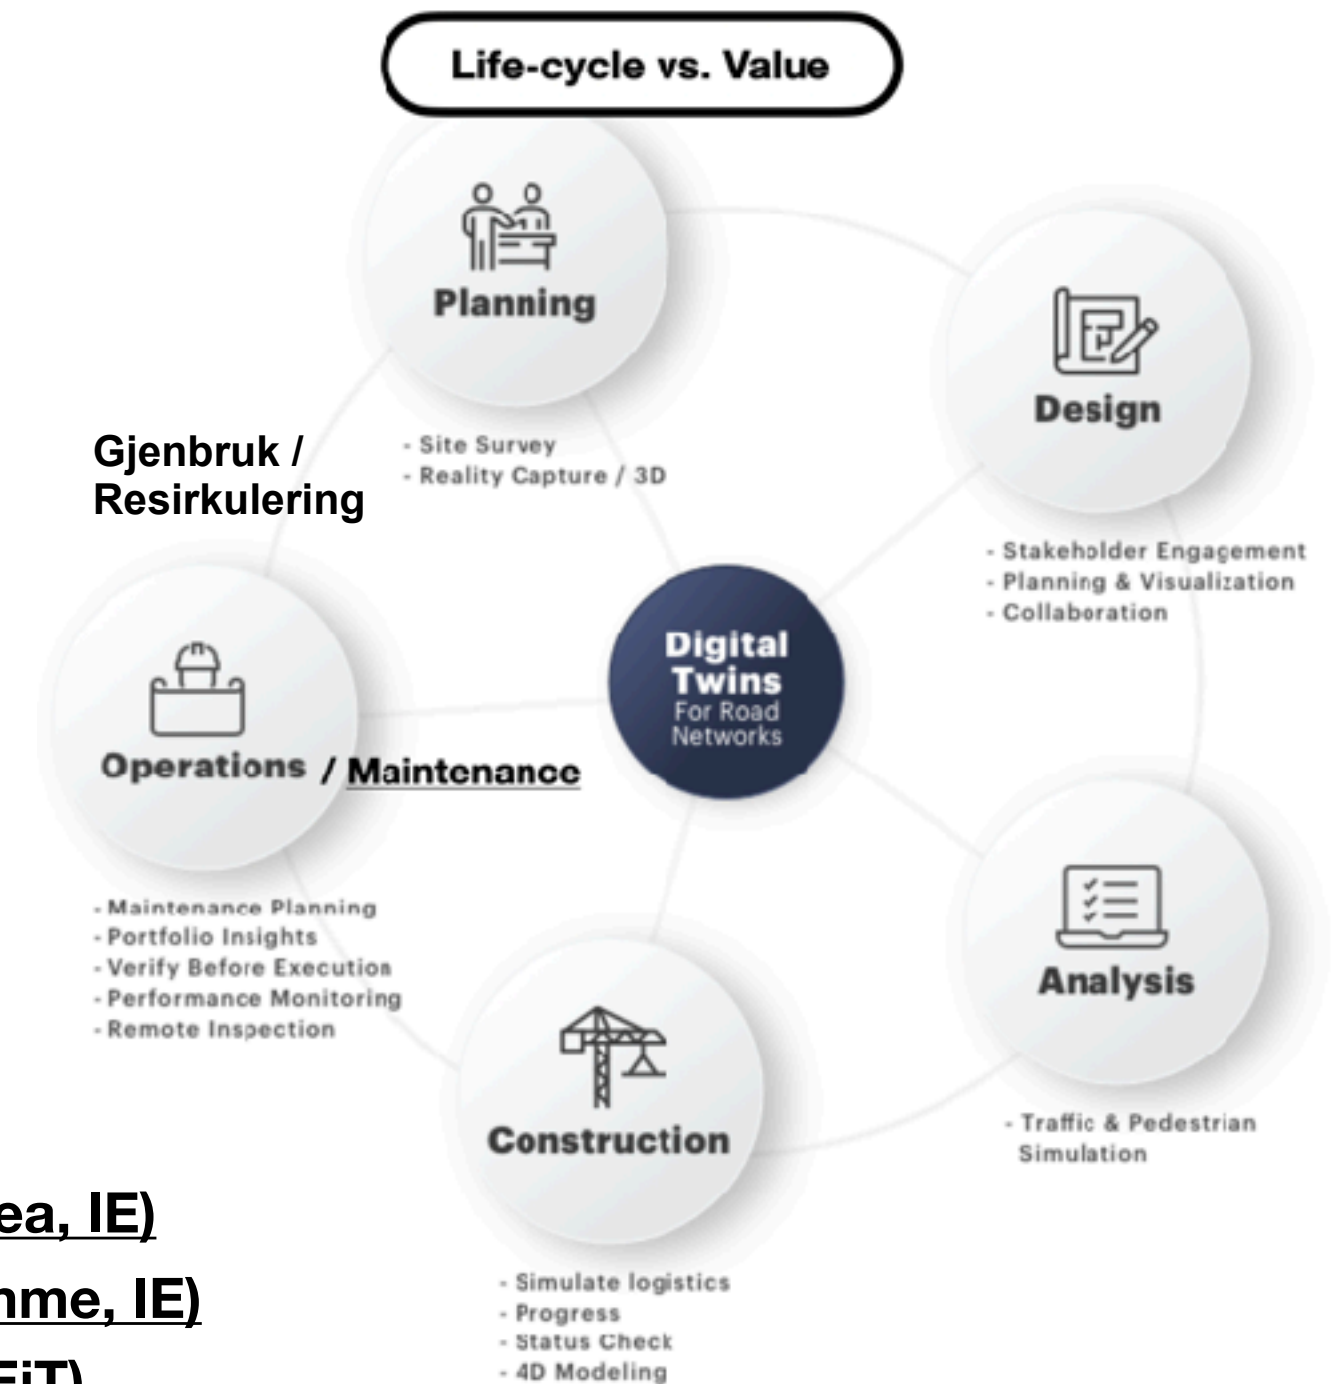 Life-cycle vs. Value
Planning
- Site Survey
- Reality Capture / 3D
Design
- Stakeholder Engagement
- Planning & Visualization
- Collaboration
Gjenbruk /
Resirkulering
Digital
Twins
For Road
Networks
Operations / Maintenance
- Maintenance Planning
- Portfolio Insights
- Verify Before Execution
- Performance Monitoring
- Remote Inspection
Analysis
- Traffic & Pedestrian
Simulation
Construction
- Simulate logistics
- Progress
- Status Check
- 4D Modeling
IE)
IE)